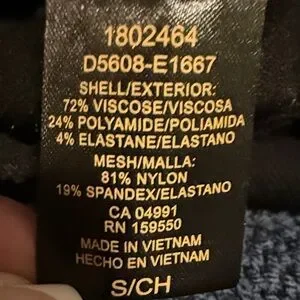 1802464
D5608-E1667
SHELL/EXTERIOR:
72% VISCOSE/VISCOSA
24% POLYAMIDE/POLIAMIDA
4% ELASTANE/ELASTANO
MESH/MALLA:
81% NYLON
19% SPANDEX/ELASTANO
CA 04991
RN 159550
MADE IN VIETNAM
HECHO EN VIETNAM
S/CH